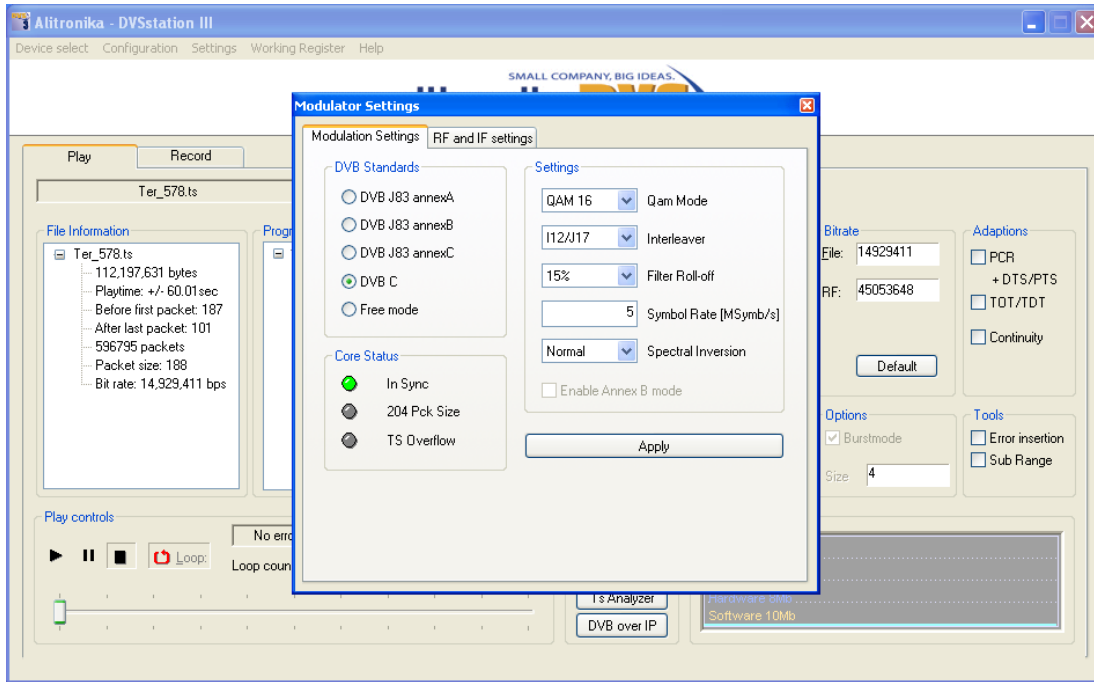 Alitronika - DVSstation III
Device select Configuration Settings Working Register Help
SMALL COMPANY, BIG IDEAS.
Modulator Settings
Modulation Settings RF and IF settings
DVB Standards
DVB J83 annexA
DVB J83 annexB
DVB J83 annexC
DVB C
Free mode
Core Status
In Sync
204 Pck Size
TS Overflow
Settings
QAM 16 Qam Mode
I12/J17 Interleaver
15% Filter Roll-off
5 Symbol Rate [MSymb/s]
Normal Spectral Inversion
Enable Annex B mode
Apply
Play Record
Ter_578.ts
File Information
Ter_578.ts
112,197,631 bytes
Playtime: +/- 60.01sec
Before first packet: 187
After last packet: 101
596795 packets
Packet size: 188
Bit rate: 14,929,411 bps
Bitrate
File: 14929411
RF: 45053648
Default
Adaptions
PCR
+ DTS/PTS
TOT/TDT
Continuity
Options
Burstmode
Size 4
Tools
Error insertion
Sub Range
Play controls
Loop:
No
Loop
Ts Analyzer
DVB over IP
Hardware 8Mb
Software 10Mb